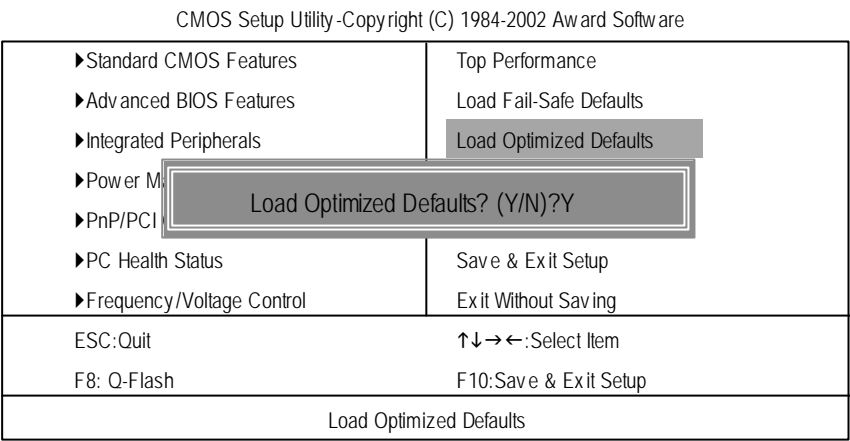 CMOS Setup Utility-Copyright (C) 1984-2002 Award Software
▶Standard CMOS Features
Top Performance
▶Advanced BIOS Features
Load Fail-Safe Defaults
▶Integrated Peripherals
Load Optimized Defaults
▶Power
Load Optimized Defaults? (Y/N)?Y
▶PnP/PCI
▶PC Health Status
Save & Exit Setup
▶Frequency/Voltage Control
Exit Without Saving
ESC:Quit
↑↓→←:Select Item
F8: Q-Flash
F10:Save & Exit Setup
Load Optimized Defaults